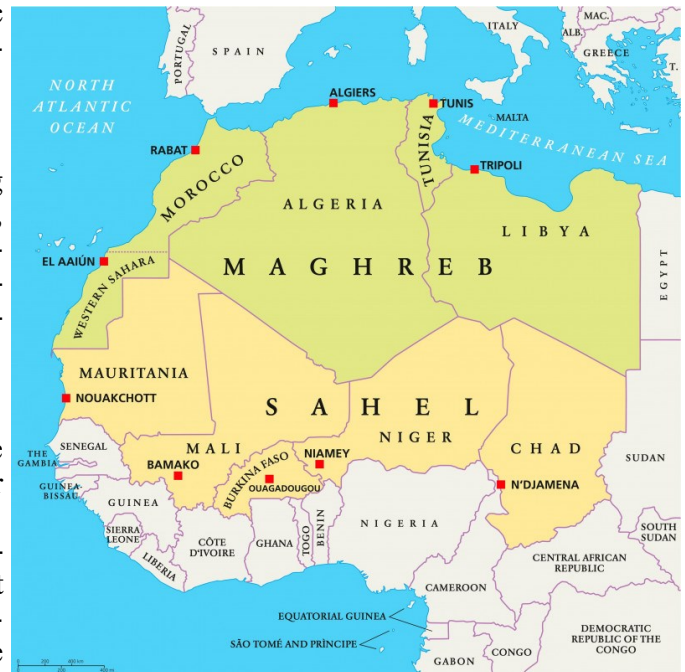 ITALY
MAC.
ALB.
GREECE
T.
PORTUGAL
SPAIN
NORTH
ATLANTIC
OCEAN
ALGIERS
TUNIS
MALTA
MEDITERRANEAN SEA
RABAT
MOROCCO
TUNISIA
TRIPOLI
ALGERIA
LIBYA
EL AAIÚN
WESTERN SAHARA
MAGHREB
EGYPT
MAURITANIA
NOUAKCHOTT
SAHEL
SENEGAL
MALI
NIAMEY
NIGER
CHAD
SUDAN
THE
GAMBIA
BAMAKO
BURKINA FASO
OUAGADOUGOU
N'DJAMENA
GUINEA-
BISSAU
GUINEA
NIGERIA
SIERRA
LEONE
LIBERIA
CÔTE
D'IVOIRE
GHANA
TOGO
BENIN
SOUTH
SUDAN
CENTRAL AFRICAN
REPUBLIC
CAMEROON
EQUATORIAL GUINEA
SÃO TOMÉ AND PRÍNCIPE
GABON
CONGO
DEMOCRATIC
REPUBLIC OF THE
CONGO